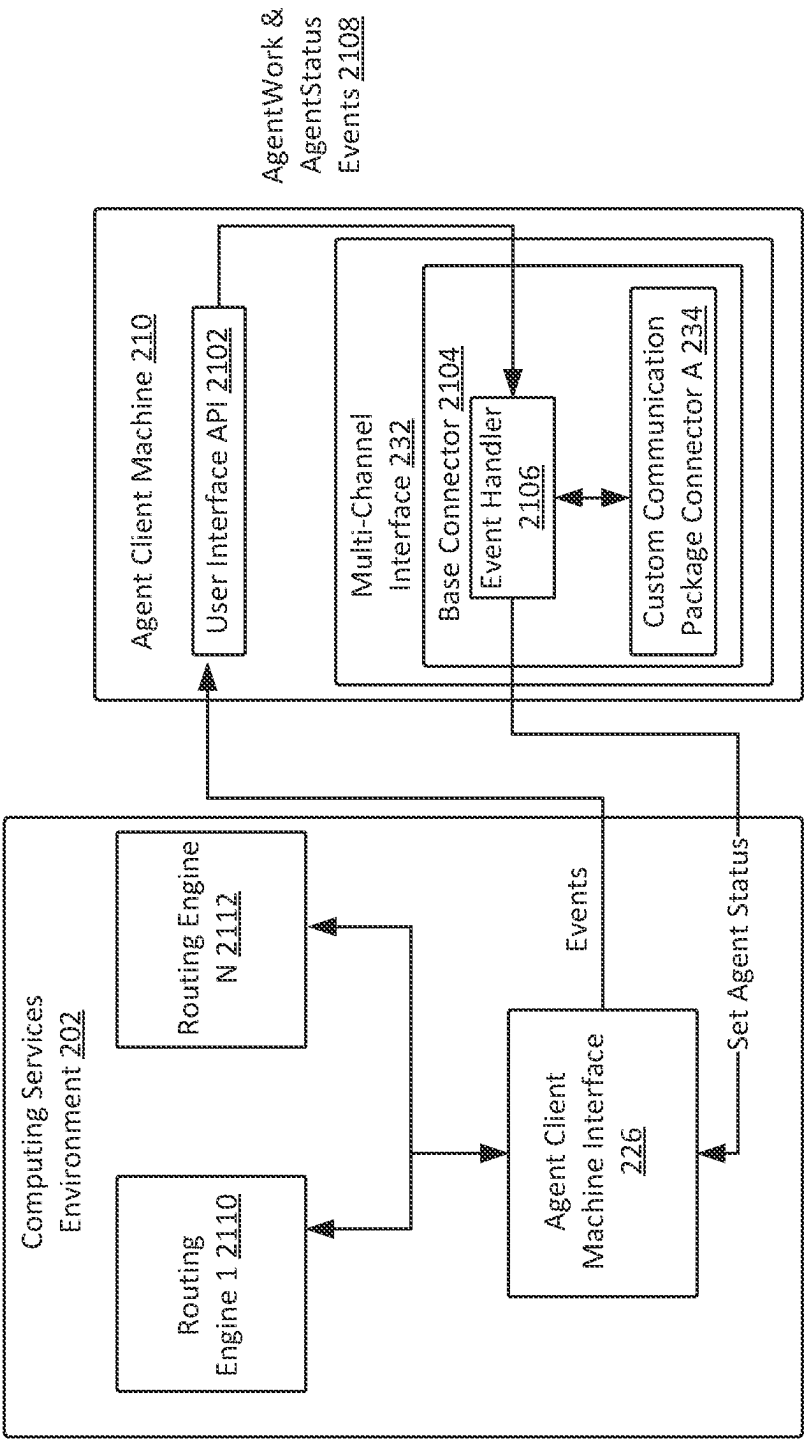 Computing Services
Environment 202
Routing
Engine 1 2110
Routing Engine
N 2112
Agent Client
Machine Interface
226
Events
Set Agent Status
Agent Client Machine 210
User Interface API 2102
Multi-Channel
Interface 232
Base Connector 2104
Event Handler
2106
Custom Communication
Package Connector A 234
AgentWork &
AgentStatus
Events 2108